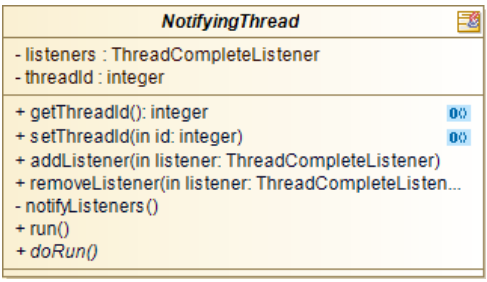 NotifyingThread
- listeners : ThreadCompleteListener
- threadId : integer
+ getThreadId(): integer
+ setThreadId(in id: integer)
+ addListener(in listener: ThreadCompleteListener)
+ removeListener(in listener: ThreadCompleteListen...
- notifyListeners()
+ run()
+ doRun()